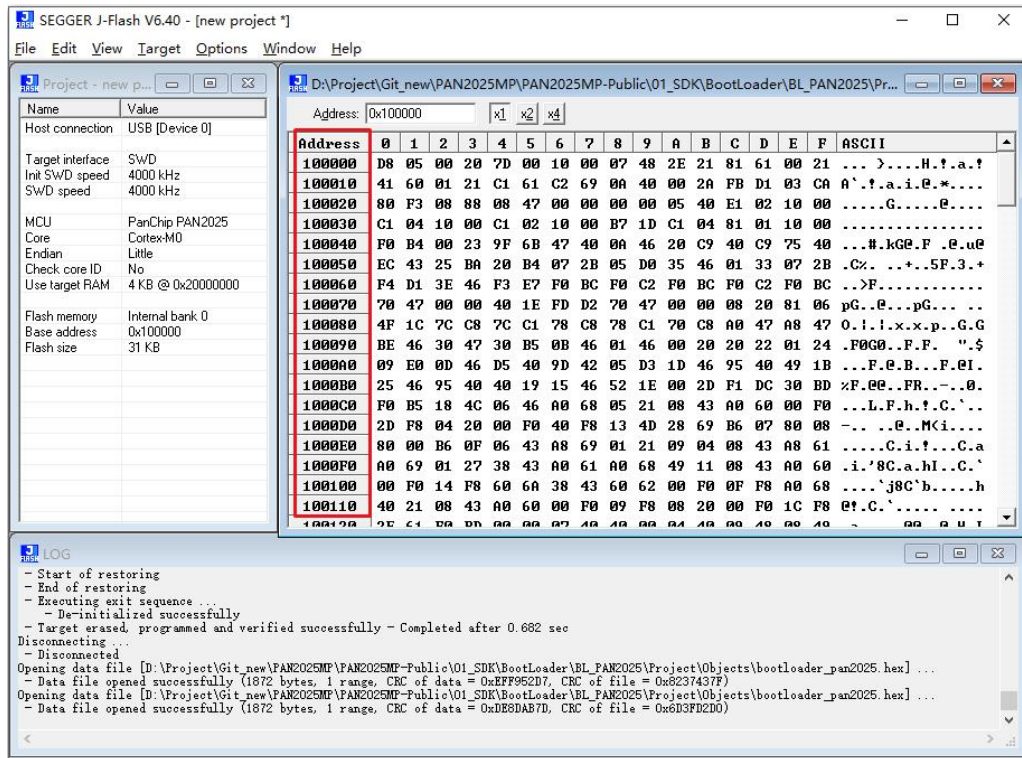 SEGGER J-Flash V6.40 - [new project *]
File Edit View Target Options Window Help
Project - new p...
Name Value
Host connection USB [Device 0]
Target interface SWD
Init SWD speed 4000 kHz
SWD speed 4000 kHz
MCU PanChip PAN2025
Core Cortex-M0
Endian Little
Check core ID No
Use target RAM 4 KB @ 0x20000000
Flash memory Internal bank 0
Base address 0x100000
Flash size 31 KB
D:\Project\Git_new\PAN2025MP\PAN2025MP-Public\01_SDK\BootLoader\BL_PAN2025\Pr...
Address: 0x100000 x1 x2 x4
Address 0 1 2 3 4 5 6 7 8 9 A B C D E F ASCII
100000 D8 05 00 20 7D 00 10 00 07 48 2E 21 81 61 00 21 ... }....H.!.a.!
100010 41 60 01 21 C1 61 C2 69 0A 40 00 2A FB D1 03 CA A`.!.a.i.@.*....
100020 80 F3 08 88 08 47 00 00 00 00 05 40 E1 02 10 00 .....G.....@....
100030 C1 04 10 00 C1 02 10 00 B7 1D C1 04 81 01 10 00 ................
100040 F0 B4 00 23 9F 6B 47 40 0A 46 20 C9 40 C9 75 40 ...#.kG@.F .@.u@
100050 EC 43 25 BA 20 B4 07 2B 05 D0 35 46 01 33 07 2B .C%. ..+..5F.3.+
100060 F4 D1 3E 46 F3 E7 F0 BC F0 C2 F0 BC F0 C2 F0 BC ..>F............
100070 70 47 00 00 40 1E FD D2 70 47 00 00 08 20 81 06 pG..@...pG... ..
100080 4F 1C 7C C8 7C C1 78 C8 78 C1 70 C8 A0 47 A8 47 O.|.|.x.x.p..G.G
100090 BE 46 30 47 30 B5 0B 46 01 46 00 20 20 22 01 24 .F0G0..F.F.  ".$
1000A0 09 E0 0D 46 D5 40 9D 42 05 D3 1D 46 95 40 49 1B ...F.@.B...F.@I.
1000B0 25 46 95 40 40 19 15 46 52 1E 00 2D F1 DC 30 BD %F.@@..FR..-..0.
1000C0 F0 B5 18 4C 06 46 A0 68 05 21 08 43 A0 60 00 F0 ...L.F.h.!.C.`..
1000D0 2D F8 04 20 00 F0 40 F8 13 4D 28 69 B6 07 80 08 -.. ..@..M(i....
1000E0 80 00 B6 0F 06 43 A8 69 01 21 09 04 08 43 A8 61 .....C.i.!...C.a
1000F0 A0 69 01 27 38 43 A0 61 A0 68 49 11 08 43 A0 60 .i.'8C.a.hI..C.`
100100 00 F0 14 F8 60 6A 38 43 60 62 00 F0 0F F8 A0 68 ....`j8C`b.....h
100110 40 21 08 43 A0 60 00 F0 09 F8 08 20 00 F0 1C F8 @!.C.`..... ....
LOG
- Start of restoring
- End of restoring
- Executing exit sequence ...
- De-initialized successfully
- Target erased, programmed and verified successfully - Completed after 0.682 sec
Disconnecting ...
- Disconnected
Opening data file [D:\Project\Git_new\PAN2025MP\PAN2025MP-Public\01_SDK\BootLoader\BL_PAN2025\Project\Objects\bootloader_pan2025.hex] ...
- Data file opened successfully (1872 bytes, 1 range, CRC of data = 0xEFF952D7, CRC of file = 0x8237437F)
Opening data file [D:\Project\Git_new\PAN2025MP\PAN2025MP-Public\01_SDK\BootLoader\BL_PAN2025\Project\Objects\bootloader_pan2025.hex] ...
- Data file opened successfully (1872 bytes, 1 range, CRC of data = 0xDE8DAB7D, CRC of file = 0x6D3FD2D0)